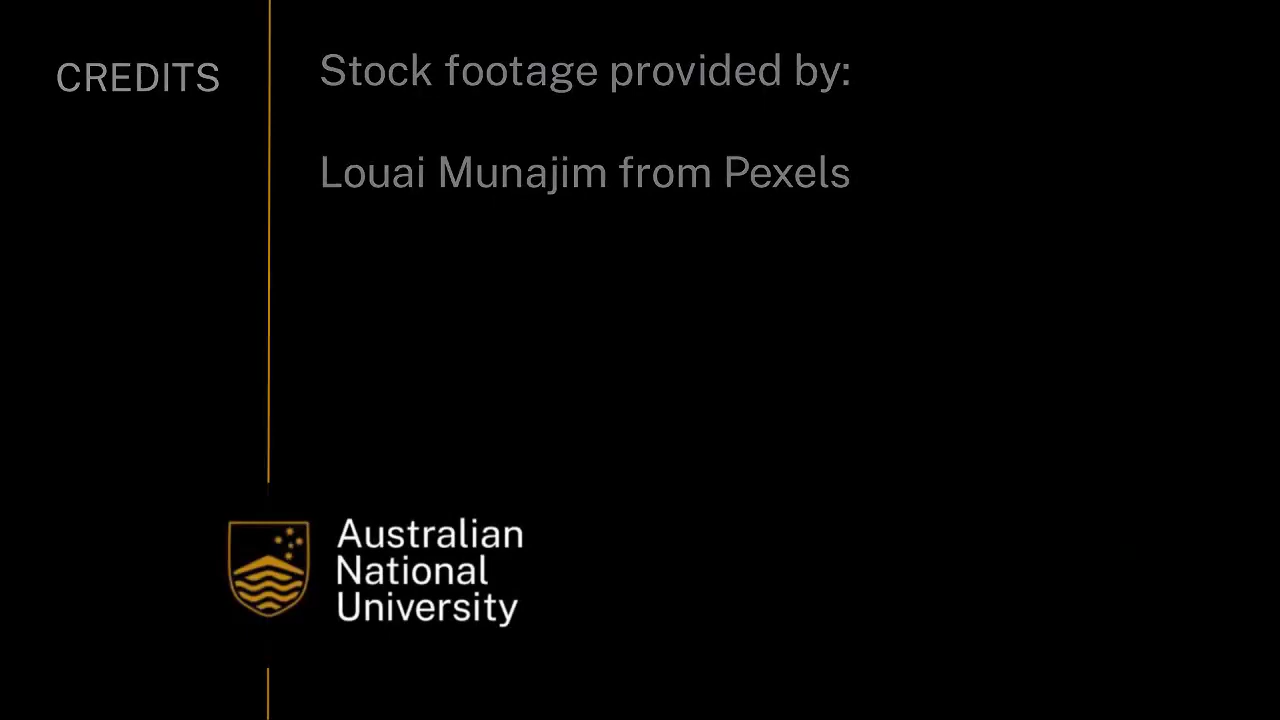 CREDITS
Stock footage provided by:
Louai Munajim from Pexels
Australian
National
University